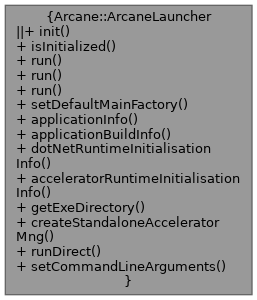 {Arcane::ArcaneLauncher
||+ init()
+ isInitialized()
+ run()
+ run()
+ run()
+ setDefaultMainFactory()
+ applicationInfo()
+ applicationBuildInfo()
+ dotNetRuntimeInitialisation
Info()
+ acceleratorRuntimeInitialisation
Info()
+ getExeDirectory()
+ createStandaloneAccelerator
Mng()
+ runDirect()
+ setCommandLineArguments()
}